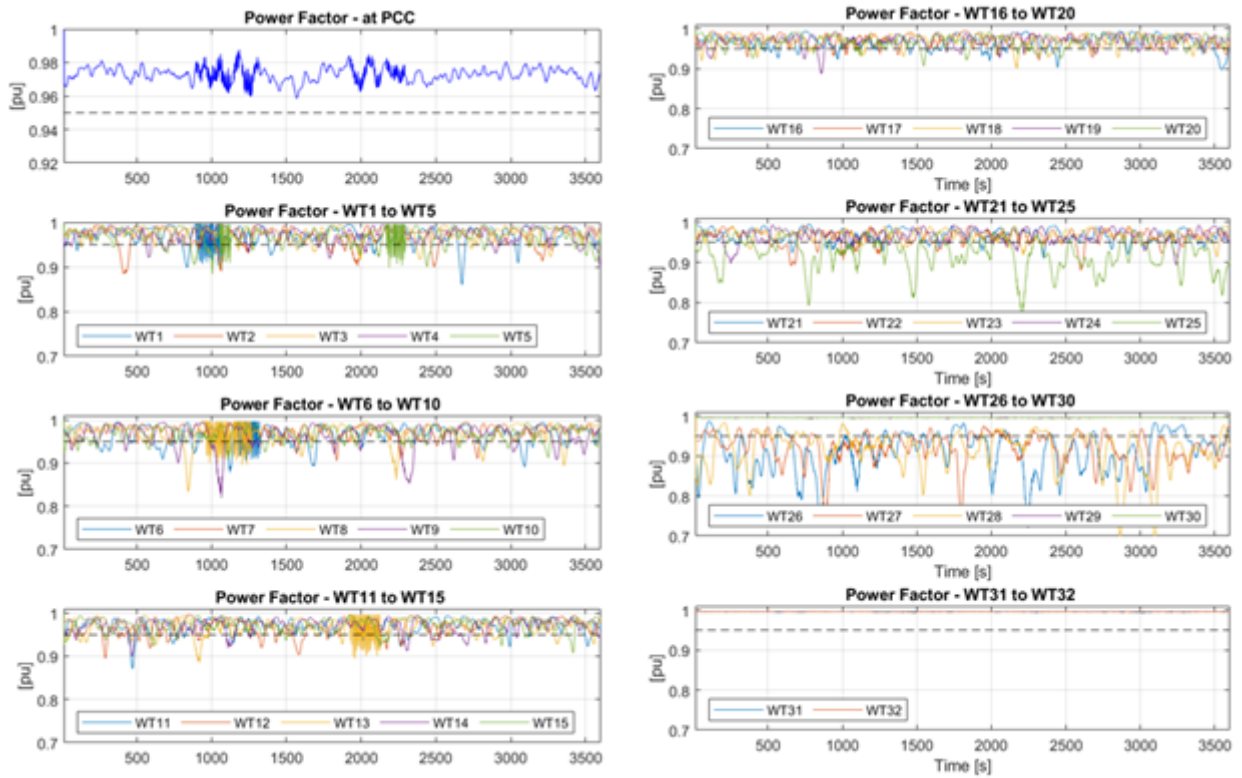 Power Factor - at PCC
1
0.98
0.96
0.94
0.92
[pu]
500 1000 1500 2000 2500 3000 3500
Power Factor - WT1 to WT5
1
0.9
0.8
0.7
[pu]
WT1 WT2 WT3 WT4 WT5
500 1000 1500 2000 2500 3000 3500
Power Factor - WT6 to WT10
1
0.9
0.8
0.7
[pu]
WT6 WT7 WT8 WT9 WT10
500 1000 1500 2000 2500 3000 3500
Power Factor - WT11 to WT15
1
0.9
0.8
0.7
[pu]
WT11 WT12 WT13 WT14 WT15
500 1000 1500 2000 2500 3000 3500
Power Factor - WT16 to WT20
1
0.9
0.8
0.7
[pu]
WT16 WT17 WT18 WT19 WT20
500 1000 1500 2000 2500 3000 3500
Time [s]
Power Factor - WT21 to WT25
1
0.9
0.8
0.7
[pu]
WT21 WT22 WT23 WT24 WT25
500 1000 1500 2000 2500 3000 3500
Power Factor - WT26 to WT30
1
0.9
0.8
0.7
[pu]
WT26 WT27 WT28 WT29 WT30
500 1000 1500 2000 2500 3000 3500
Time [s]
Power Factor - WT31 to WT32
1
0.9
0.8
0.7
[pu]
WT31 WT32
500 1000 1500 2000 2500 3000 3500
Time [s]